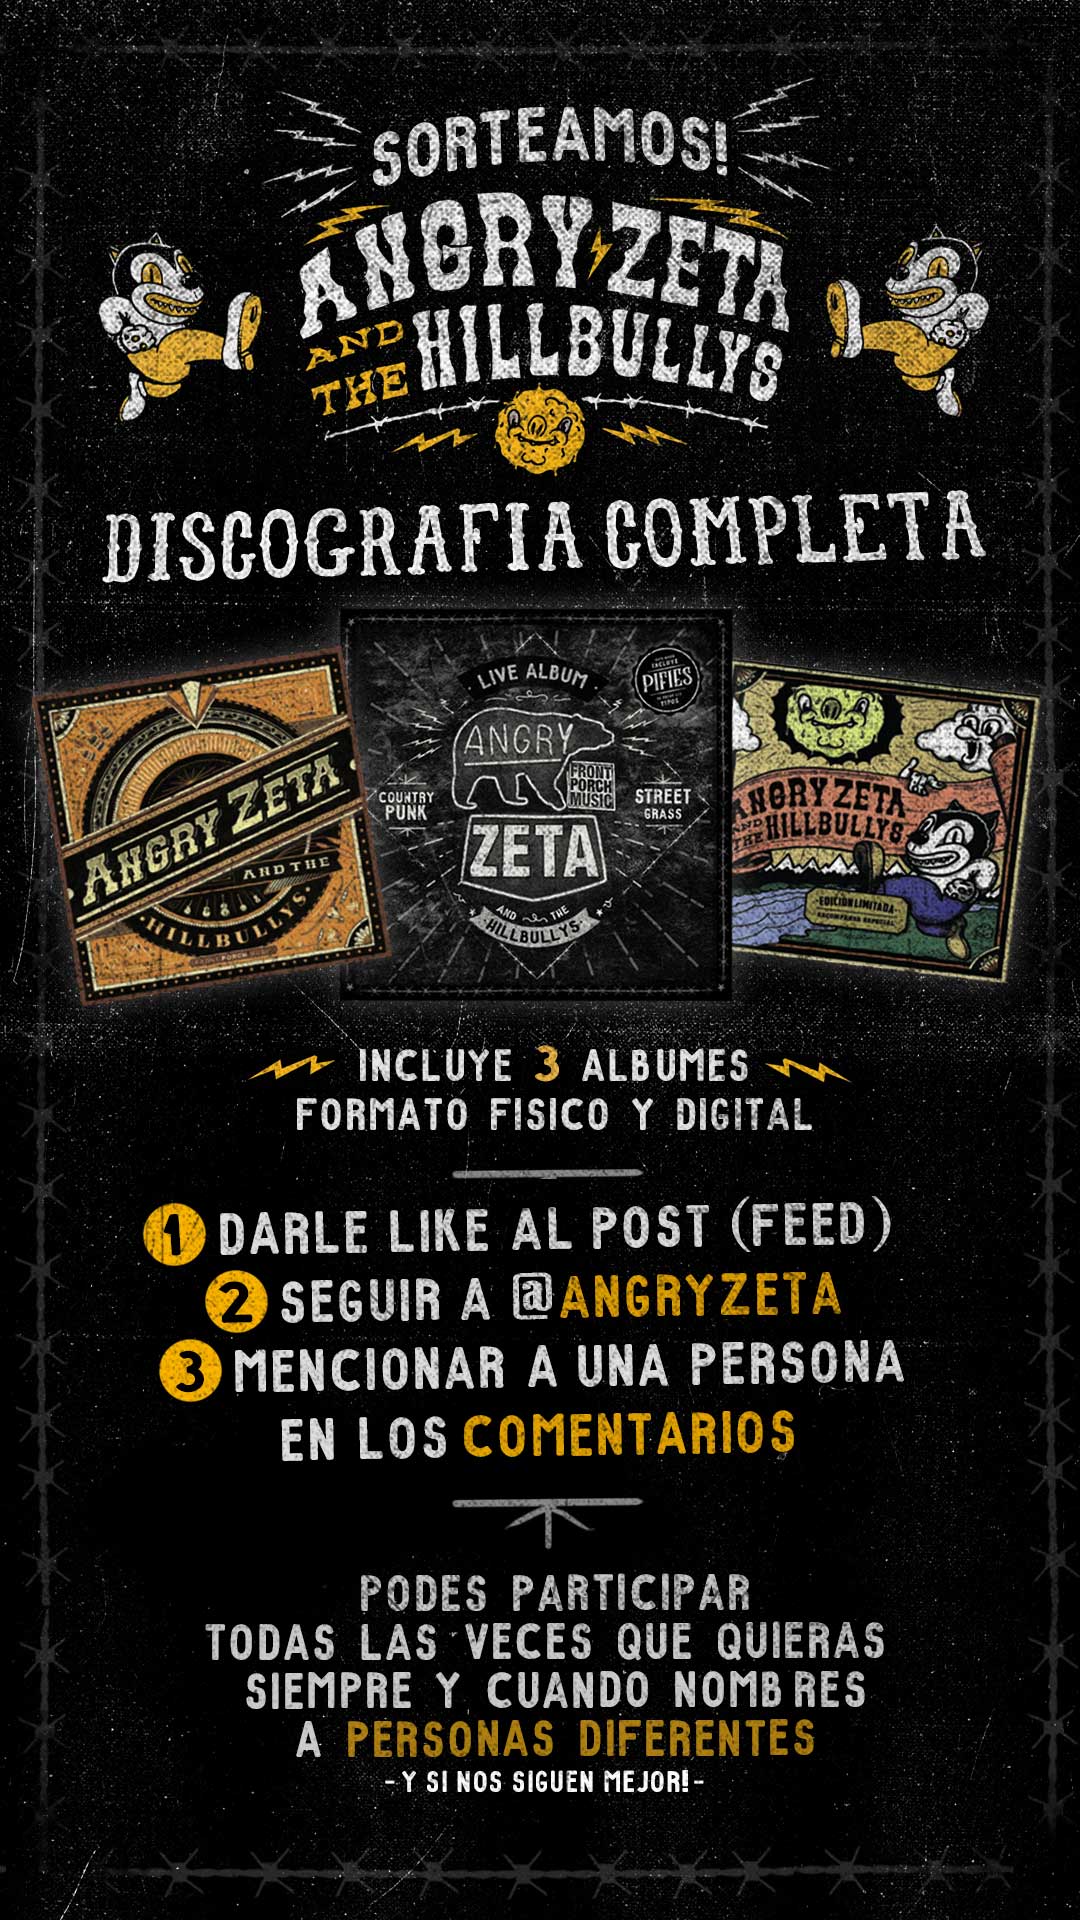 SORTEAMOS!
ANGRY ZETA
AND THE HILLBULLYS
DISCOGRAFIA COMPLETA
ANGRY ZETA
AND THE
HILLBULLYS
LIVE ALBUM
INCLUYE
PIFIES
TIPOS
ANGRY
FRONT
PORCH
MUSIC
COUNTRY
PUNK
STREET
GRASS
ZETA
AND THE
HILLBULLYS
ANGRY ZETA
AND THE HILLBULLYS
EDICION LIMITADA
INCLUYE 3 ALBUMES
FORMATO FISICO Y DIGITAL
1 DARLE LIKE AL POST (FEED)
2 SEGUIR A @ANGRYZETA
3 MENCIONAR A UNA PERSONA
EN LOS COMENTARIOS
PODES PARTICIPAR
TODAS LAS VECES QUE QUIERAS
SIEMPRE Y CUANDO NOMBRES
A PERSONAS DIFERENTES
-Y SI NOS SIGUEN MEJOR!-